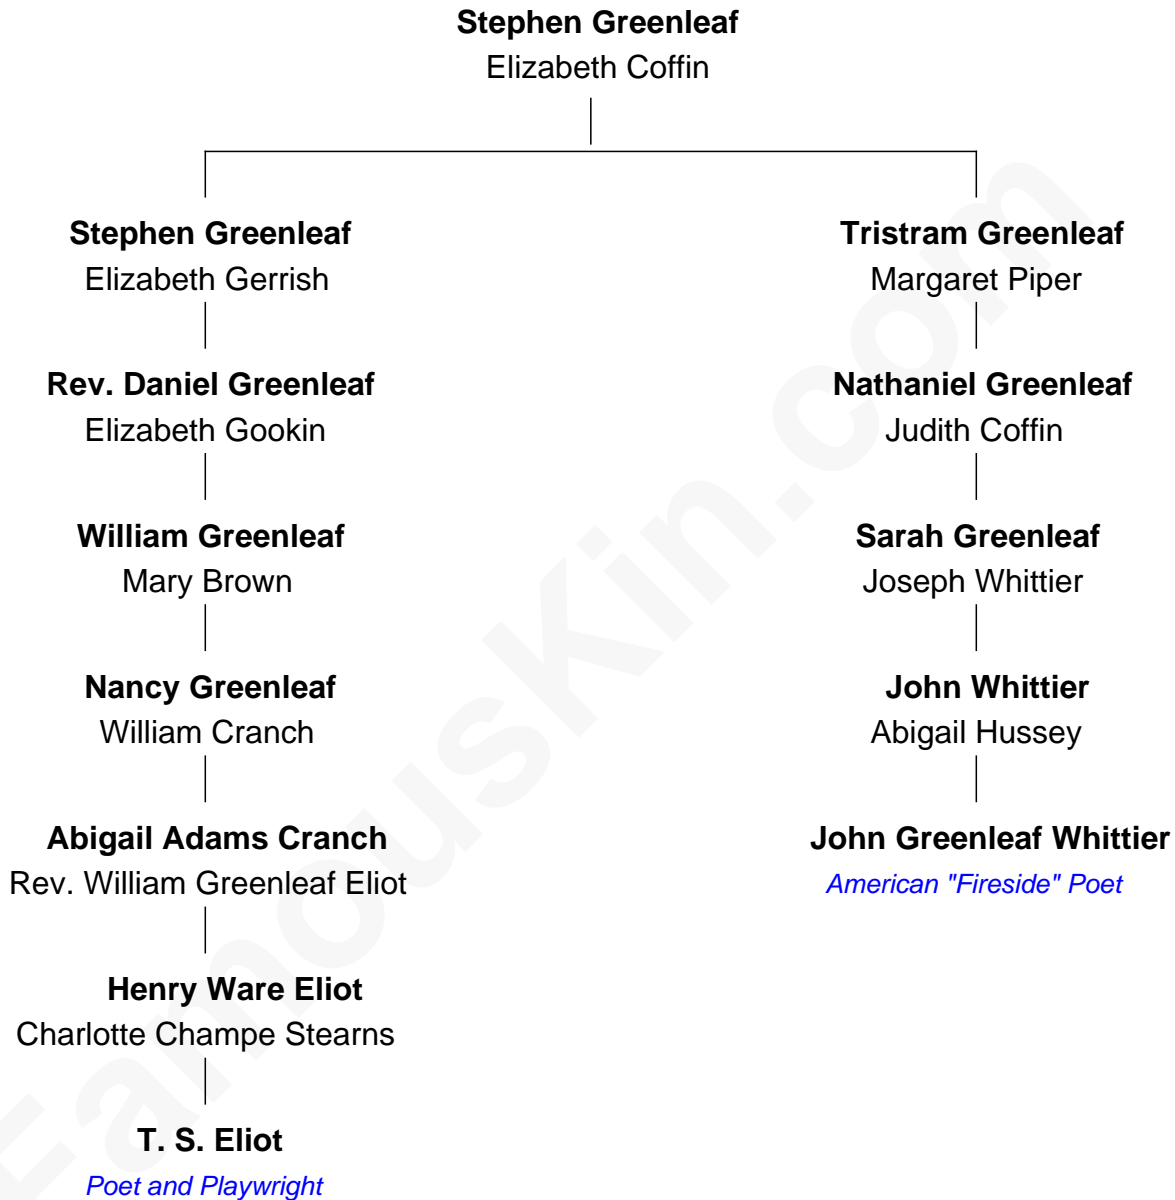 Stephen Greenleaf
Elizabeth Coffin
Stephen Greenleaf
Elizabeth Gerrish
Tristram Greenleaf
Margaret Piper
Rev. Daniel Greenleaf
Elizabeth Gookin
Nathaniel Greenleaf
Judith Coffin
William Greenleaf
Mary Brown
Sarah Greenleaf
Joseph Whittier
Nancy Greenleaf
William Cranch
John Whittier
Abigail Hussey
Abigail Adams Cranch
Rev. William Greenleaf Eliot
John Greenleaf Whittier
American "Fireside" Poet
Henry Ware Eliot
Charlotte Champe Stearns
T. S. Eliot
Poet and Playwright
FamousKin.com